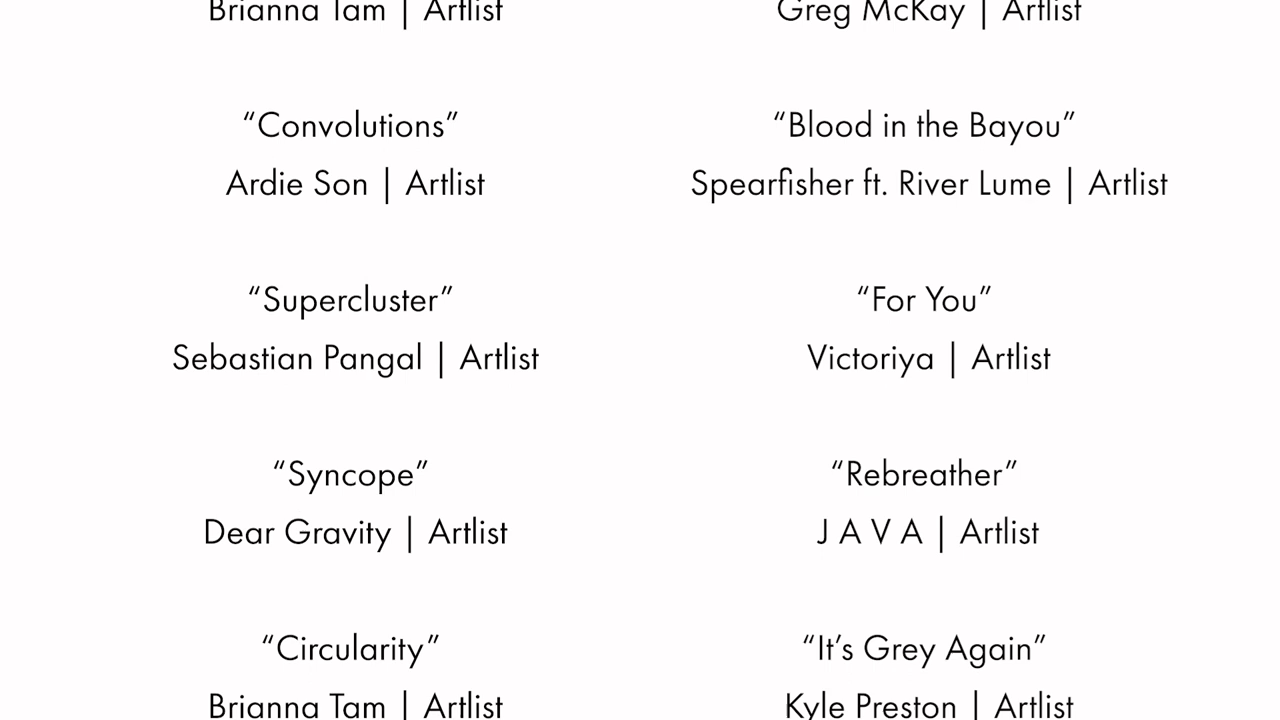 Brianna Tam | Artlist
Greg McKay | Artlist
“Convolutions”
Ardie Son | Artlist
“Blood in the Bayou”
Spearfisher ft. River Lume | Artlist
“Supercluster”
Sebastian Pangal | Artlist
“For You”
Victoriya | Artlist
“Syncope”
Dear Gravity | Artlist
“Rebreather”
J A V A | Artlist
“Circularity”
Brianna Tam | Artlist
“It’s Grey Again”
Kyle Preston | Artlist